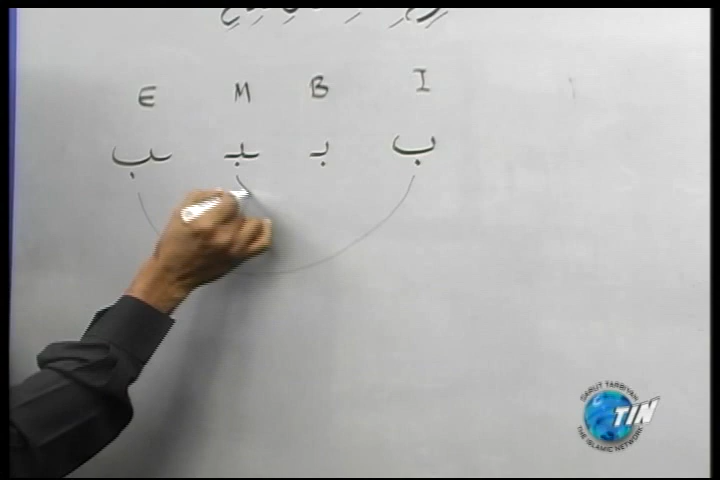 E M B I
ب بـ ـبـ ـب
DARUT TARBIYAH
TIN
THE ISLAMIC NETWORK